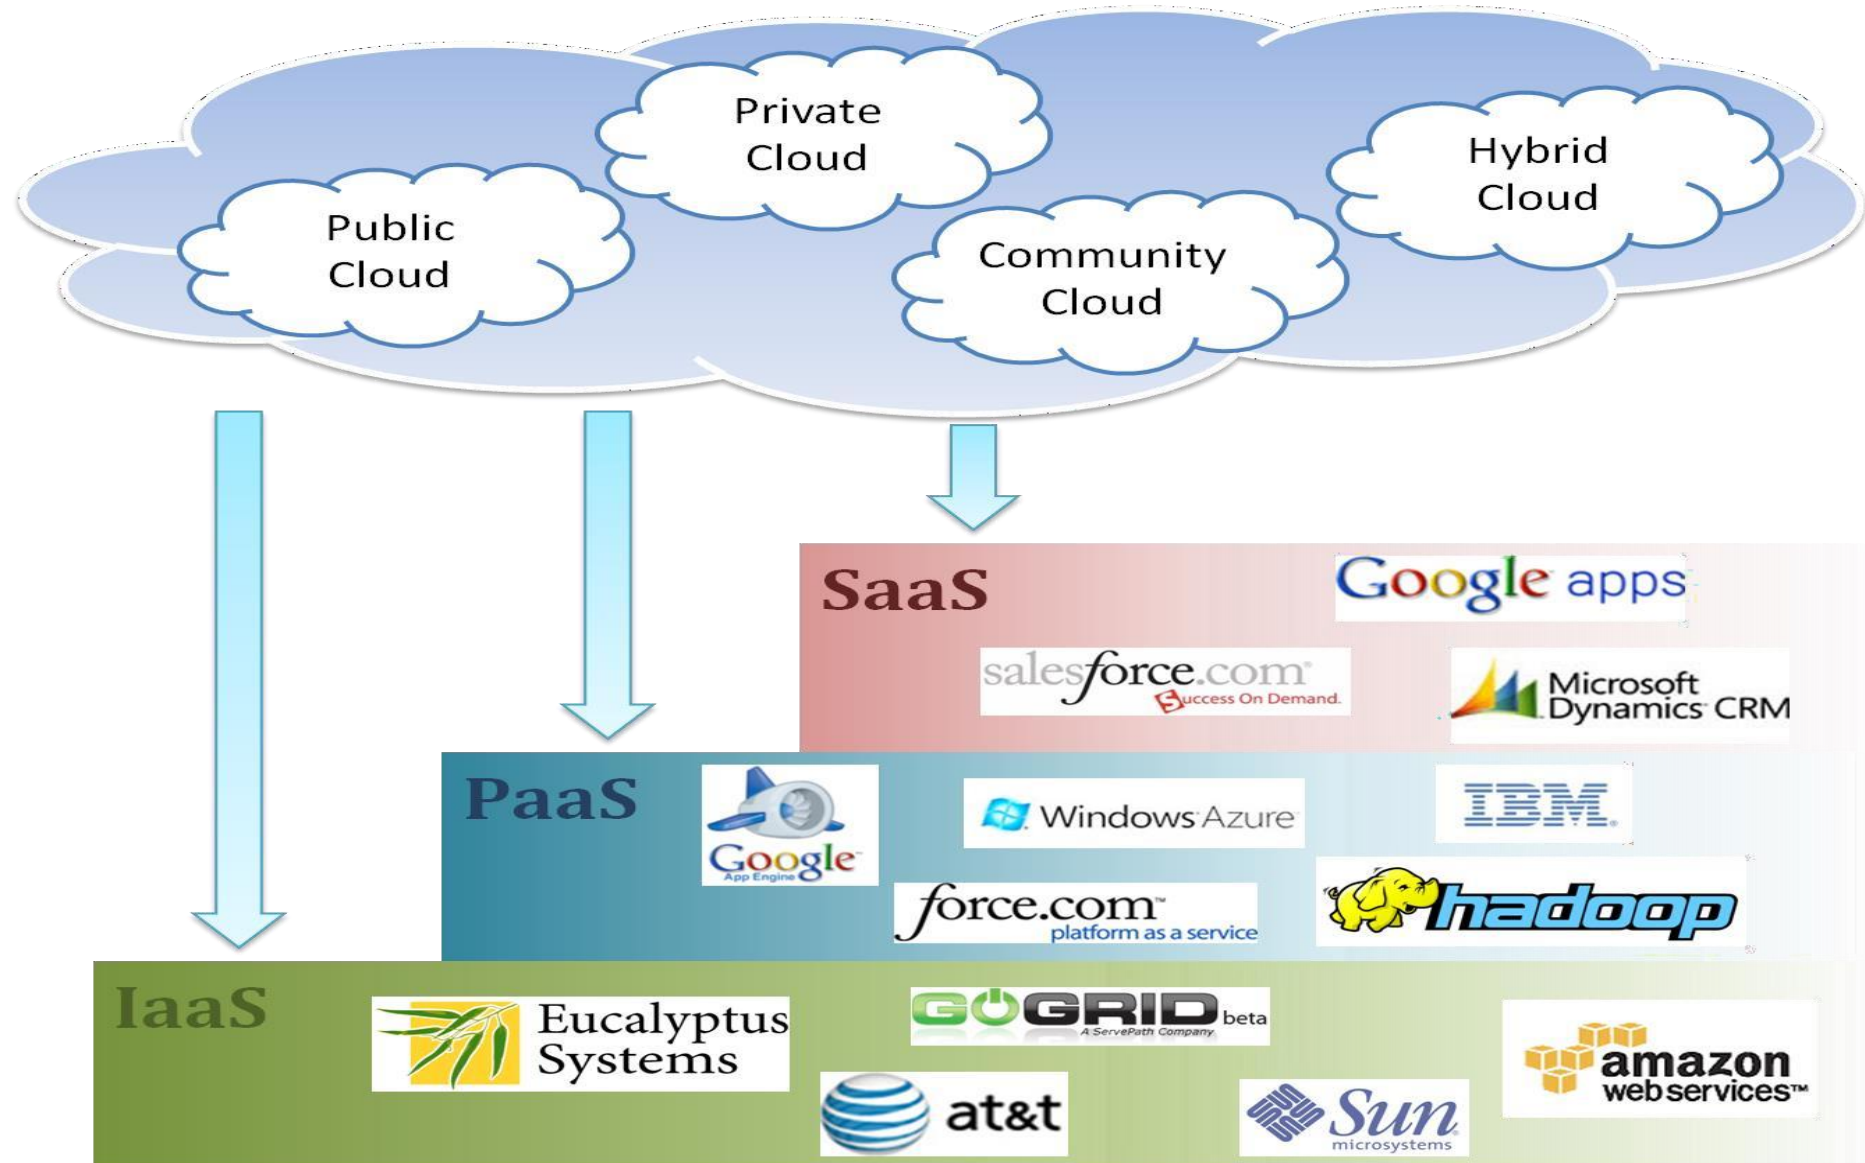 Private
Cloud
Hybrid
Cloud
Public
Cloud
Community
Cloud
SaaS
Google apps
salesforce.com
Success On Demand.
Microsoft
Dynamics CRM
PaaS
Google
App Engine
Windows Azure
IBM
force.com™
platform as a service
hadoop
IaaS
Eucalyptus
Systems
GOGRID beta
A ServePath Company
amazon
web services™
at&t
Sun
microsystems